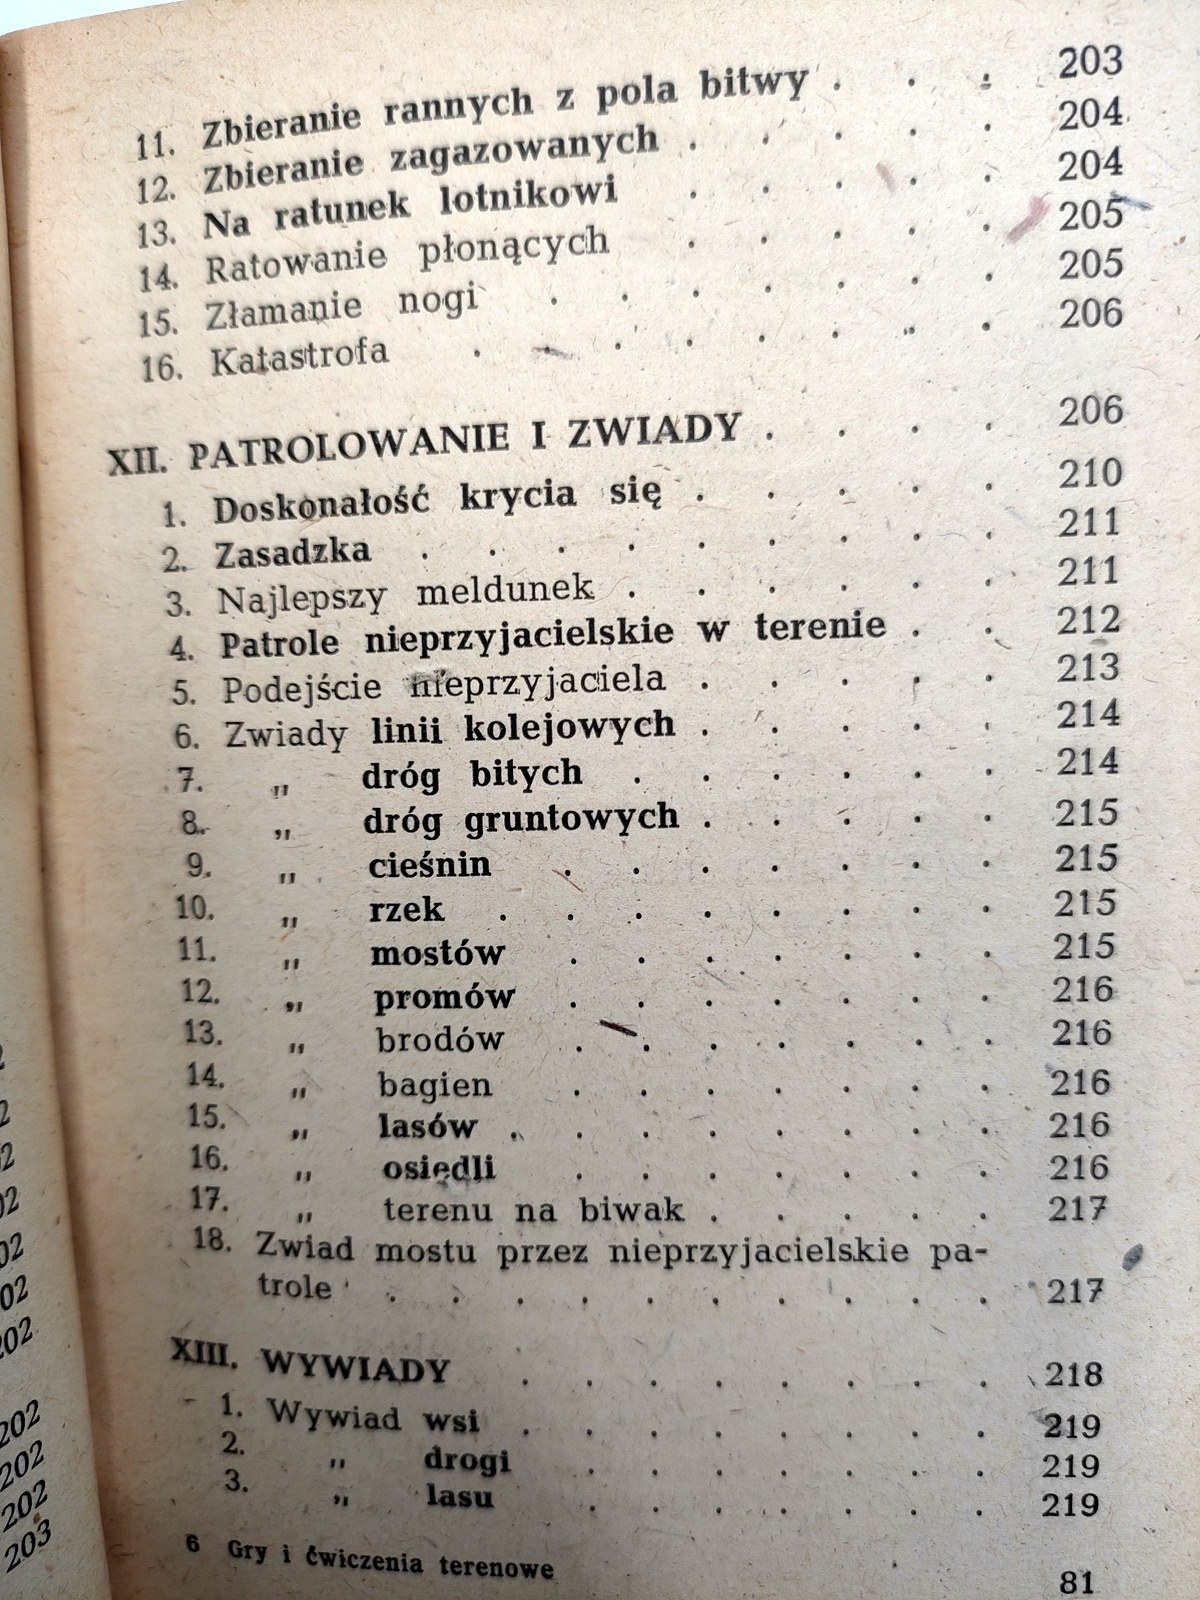 11. Zbieranie rannych z pola bitwy . . . 203
12. Zbieranie zagazowanych . . . . . 204
13. Na ratunek lotnikowi . . . . . 204
14. Ratowanie płonących . . . . . 205
15. Złamanie nogi . . . . . . . 205
16. Katastrofa . . . . . . . . 206
XII. PATROLOWANIE I ZWIADY . . . . 206
1. Doskonałość krycia się . . . . . 210
2. Zasadzka . . . . . . . . . 211
3. Najlepszy meldunek . . . . . . 211
4. Patrole nieprzyjacielskie w terenie . . 212
5. Podejście nieprzyjaciela . . . . . 213
6. Zwiady linii kolejowych . . . . . 214
7. „ dróg bitych . . . . . . 214
8. „ dróg gruntowych . . . . . 215
9. „ cieśnin . . . . . . . 215
10. „ rzek . . . . . . . . 215
11. „ mostów . . . . . . . 215
12. „ promów . . . . . . . 216
13. „ brodów . . . . . . . 216
14. „ bagien . . . . . . . 216
15. „ lasów . . . . . . . . 216
16. „ osiedli . . . . . . . 216
17. „ terenu na biwak . . . . . 217
18. Zwiad mostu przez nieprzyjacielskie pa-
trole . . . . . . . . . . 217
XIII. WYWIADY . . . . . . . . 218
1. Wywiad wsi . . . . . . . . 219
2. „ drogi . . . . . . . 219
3. „ lasu . . . . . . . 219
6 Gry i ćwiczenia terenowe
81
202
202
202
203